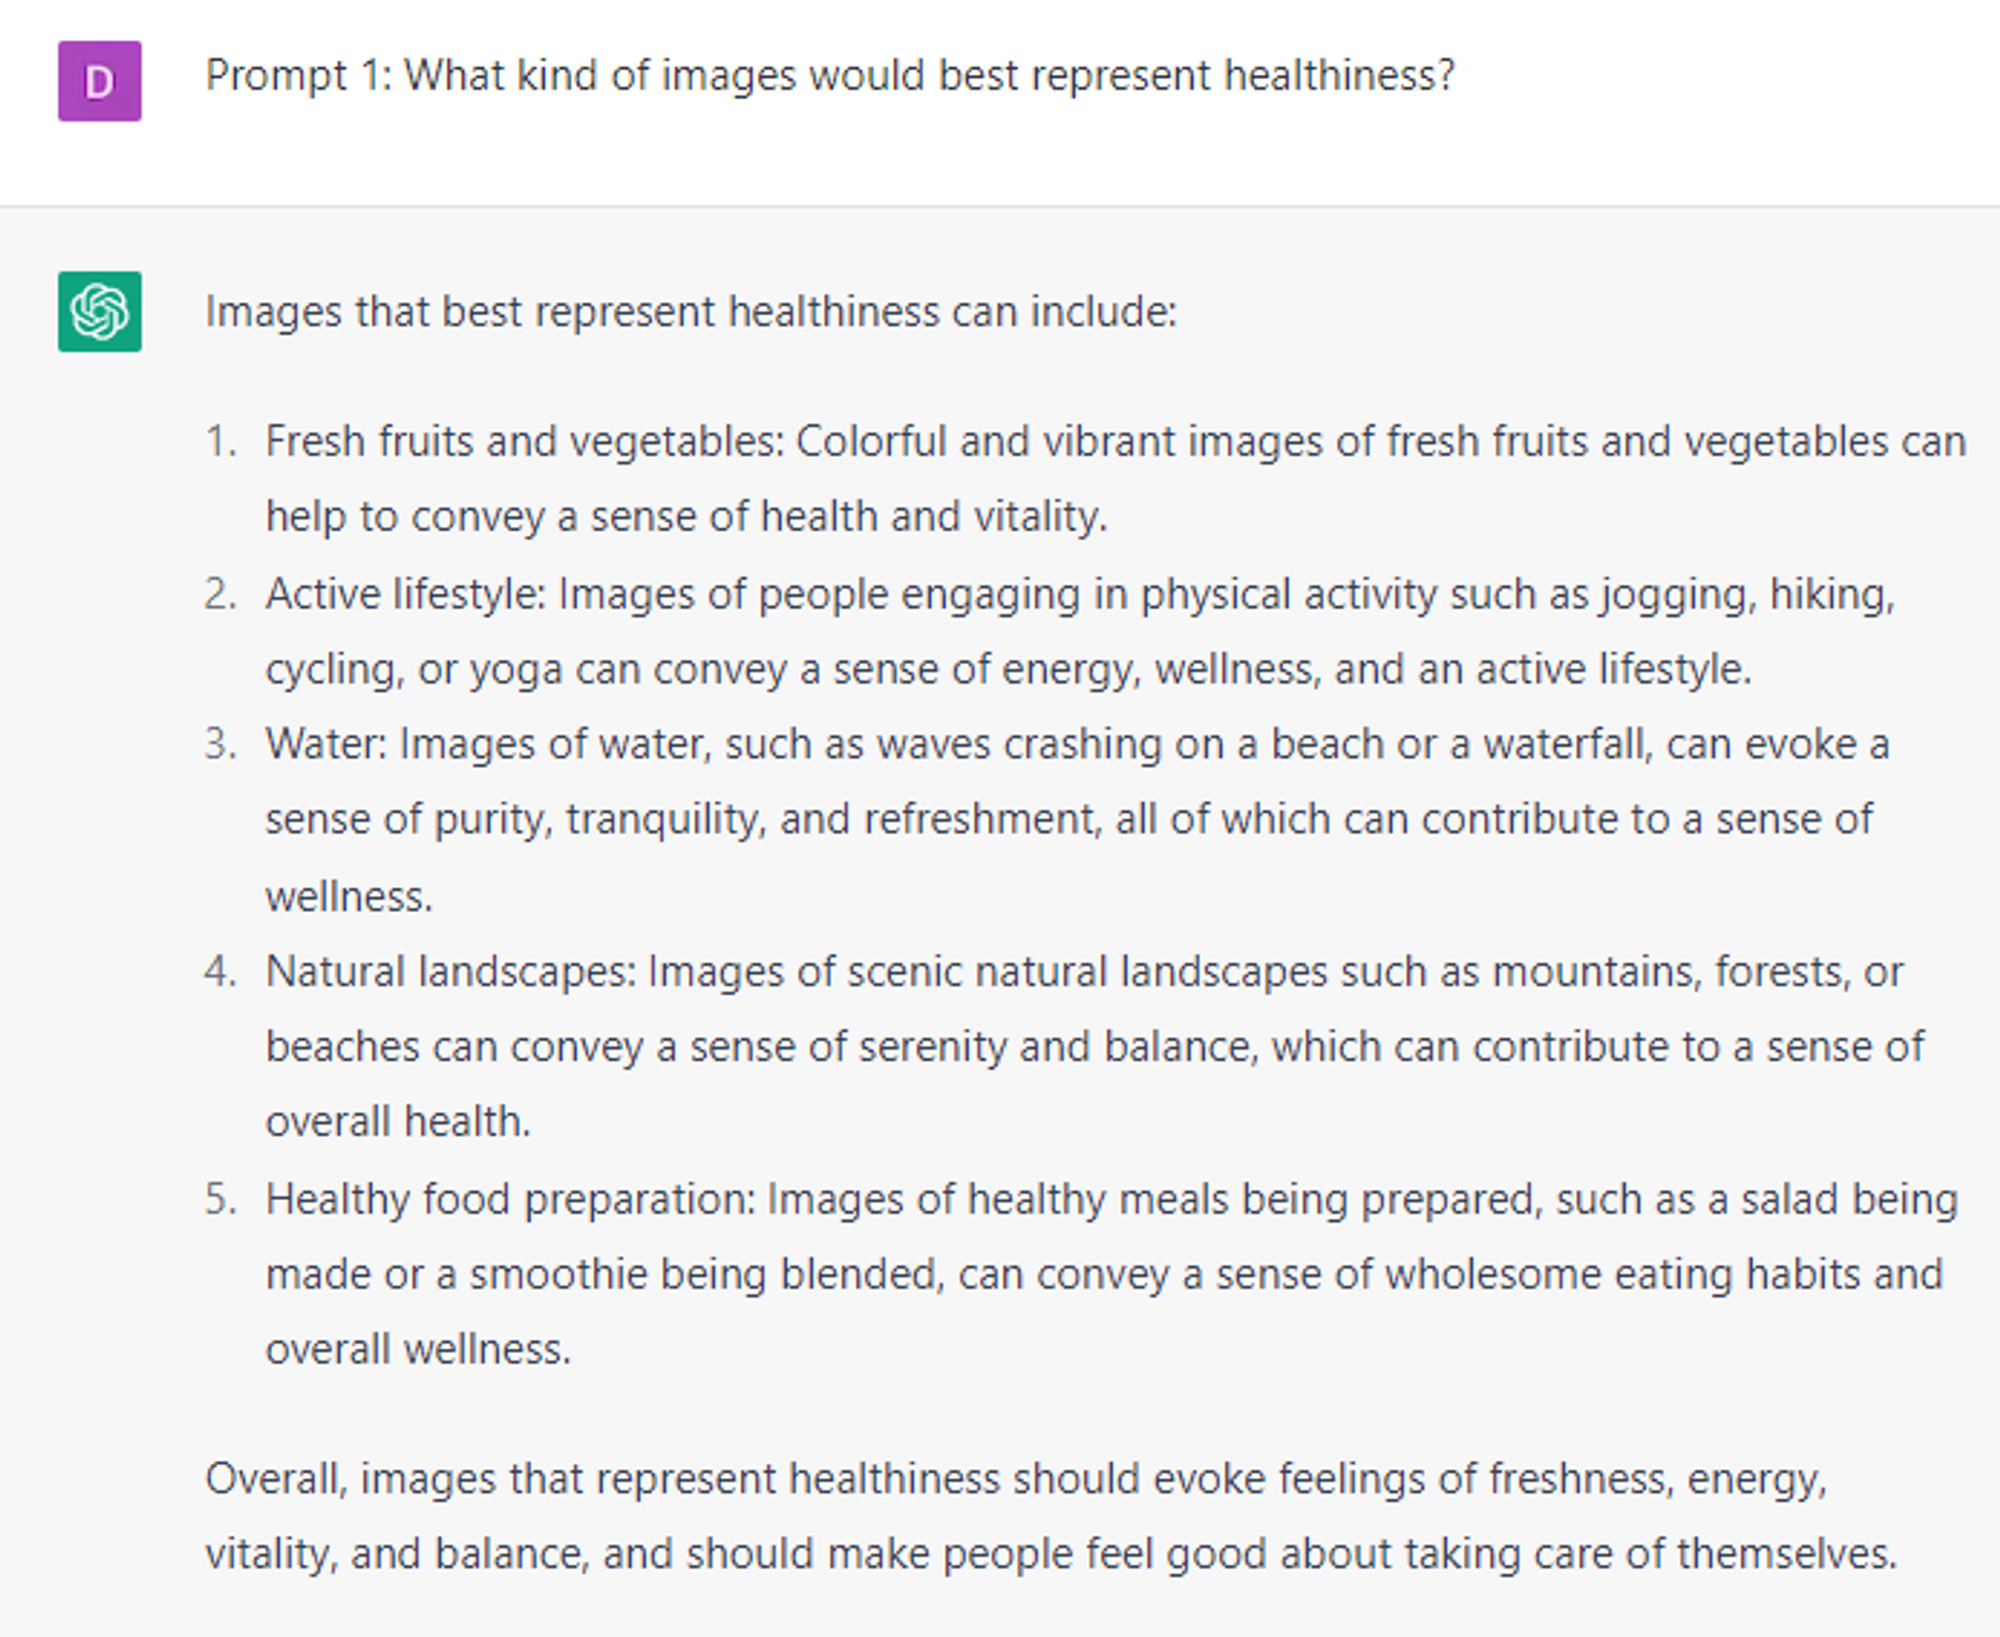 D
Prompt 1: What kind of images would best represent healthiness?
Images that best represent healthiness can include:
1. Fresh fruits and vegetables: Colorful and vibrant images of fresh fruits and vegetables can
help to convey a sense of health and vitality.
2. Active lifestyle: Images of people engaging in physical activity such as jogging, hiking,
cycling, or yoga can convey a sense of energy, wellness, and an active lifestyle.
3. Water: Images of water, such as waves crashing on a beach or a waterfall, can evoke a
sense of purity, tranquility, and refreshment, all of which can contribute to a sense of
wellness.
4. Natural landscapes: Images of scenic natural landscapes such as mountains, forests, or
beaches can convey a sense of serenity and balance, which can contribute to a sense of
overall health.
5. Healthy food preparation: Images of healthy meals being prepared, such as a salad being
made or a smoothie being blended, can convey a sense of wholesome eating habits and
overall wellness.
Overall, images that represent healthiness should evoke feelings of freshness, energy,
vitality, and balance, and should make people feel good about taking care of themselves.